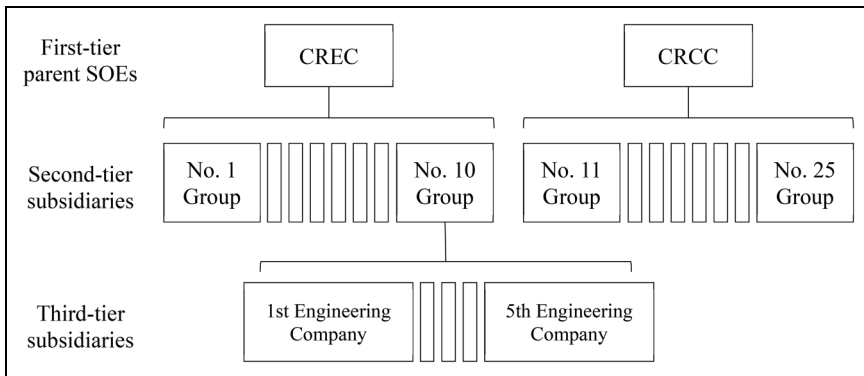 First-tier
parent SOEs
CREC
CRCC
Second-tier
subsidiaries
No. 1
Group
No. 10
Group
No. 11
Group
No. 25
Group
Third-tier
subsidiaries
1st Engineering
Company
5th Engineering
Company